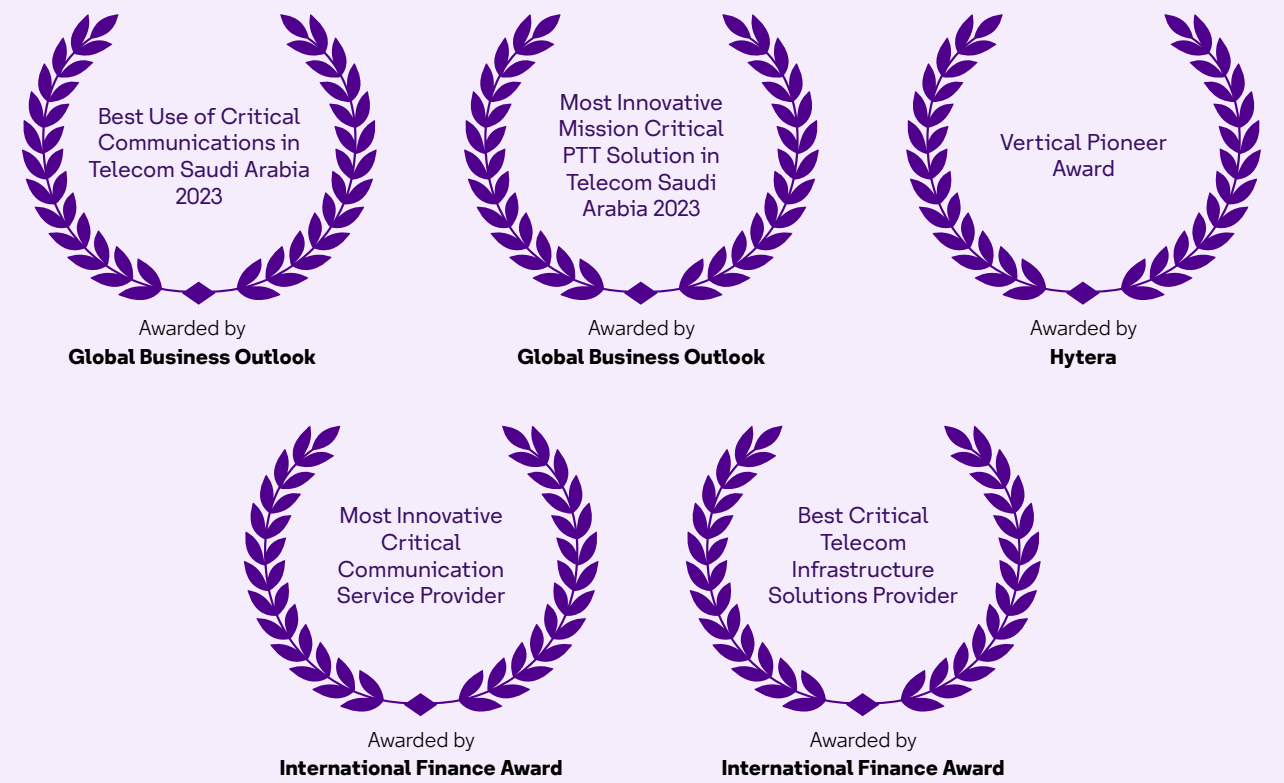 Best Use of Critical
Communications in
Telecom Saudi Arabia
2023
Awarded by
Global Business Outlook
Most Innovative
Mission Critical
PTT Solution in
Telecom Saudi
Arabia 2023
Awarded by
Global Business Outlook
Vertical Pioneer
Award
Awarded by
Hytera
Most Innovative
Critical
Communication
Service Provider
Awarded by
International Finance Award
Best Critical
Telecom
Infrastructure
Solutions Provider
Awarded by
International Finance Award